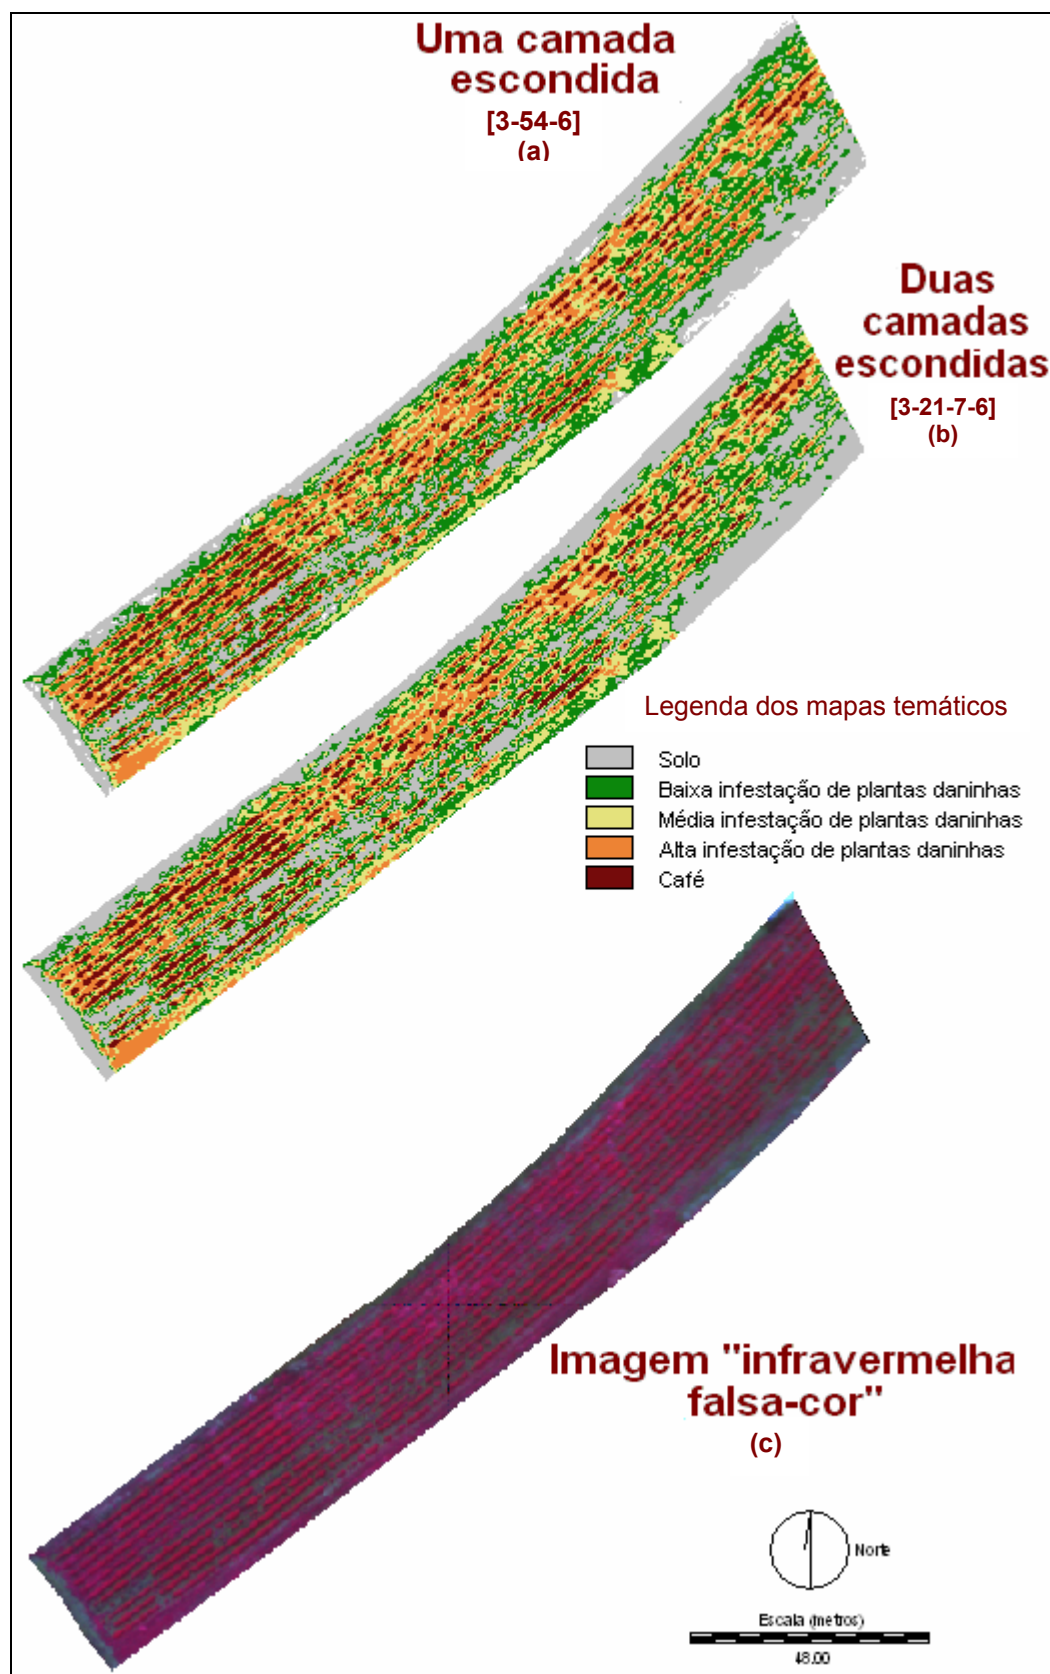 Uma camada
escondida
[3-54-6]
(a)
Duas
camadas
escondidas
[3-21-7-6]
(b)
Legenda dos mapas temáticos
Solo
Baixa infestação de plantas daninhas
Média infestação de plantas daninhas
Alta infestação de plantas daninhas
Café
Imagem "infravermelha
falsa-cor"
(c)
Norte
Escala (metros)
48.00